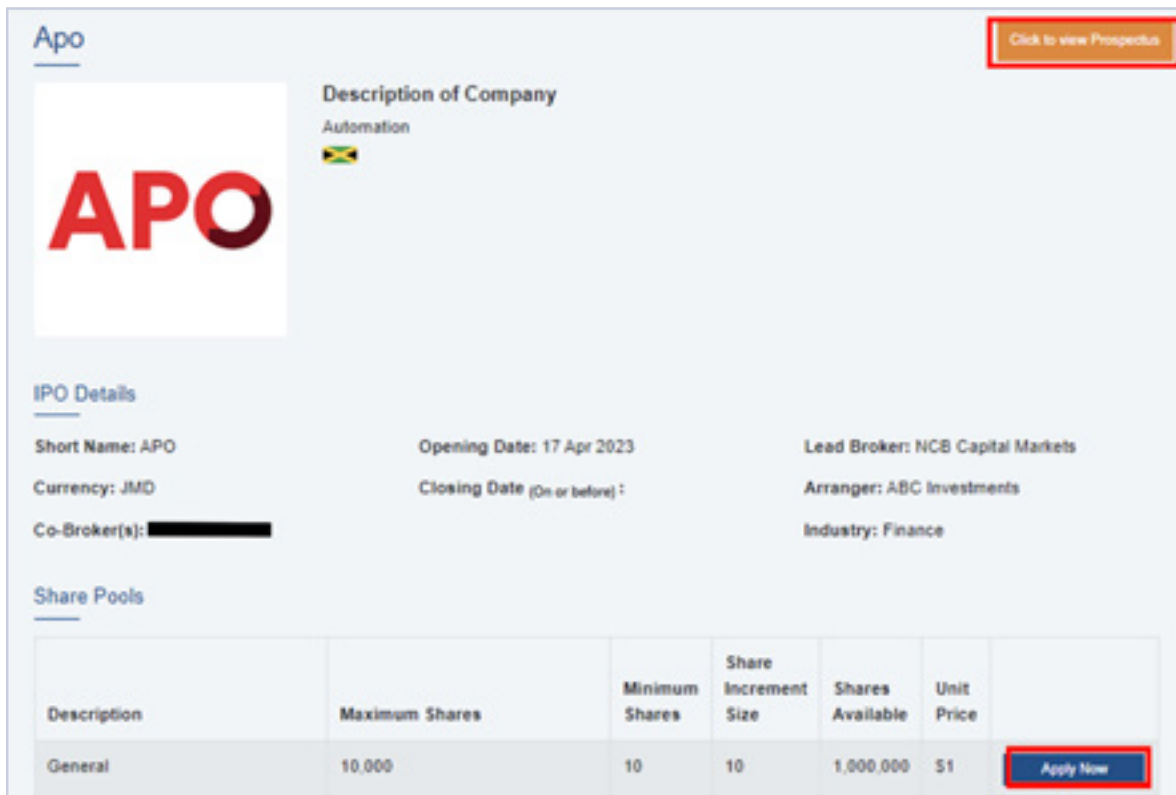 Apo
Click to view Prospectus
Description of Company
Automation
APO
IPO Details
Short Name: APO
Opening Date: 17 Apr 2023
Lead Broker: NCB Capital Markets
Currency: JMD
Closing Date (On or before) :
Arranger: ABC Investments
Co-Broker(s):
Industry: Finance
Share Pools
Description
Maximum Shares
Minimum Shares
Share Increment Size
Shares Available
Unit Price
General
10,000
10
10
1,000,000
$1
Apply Now